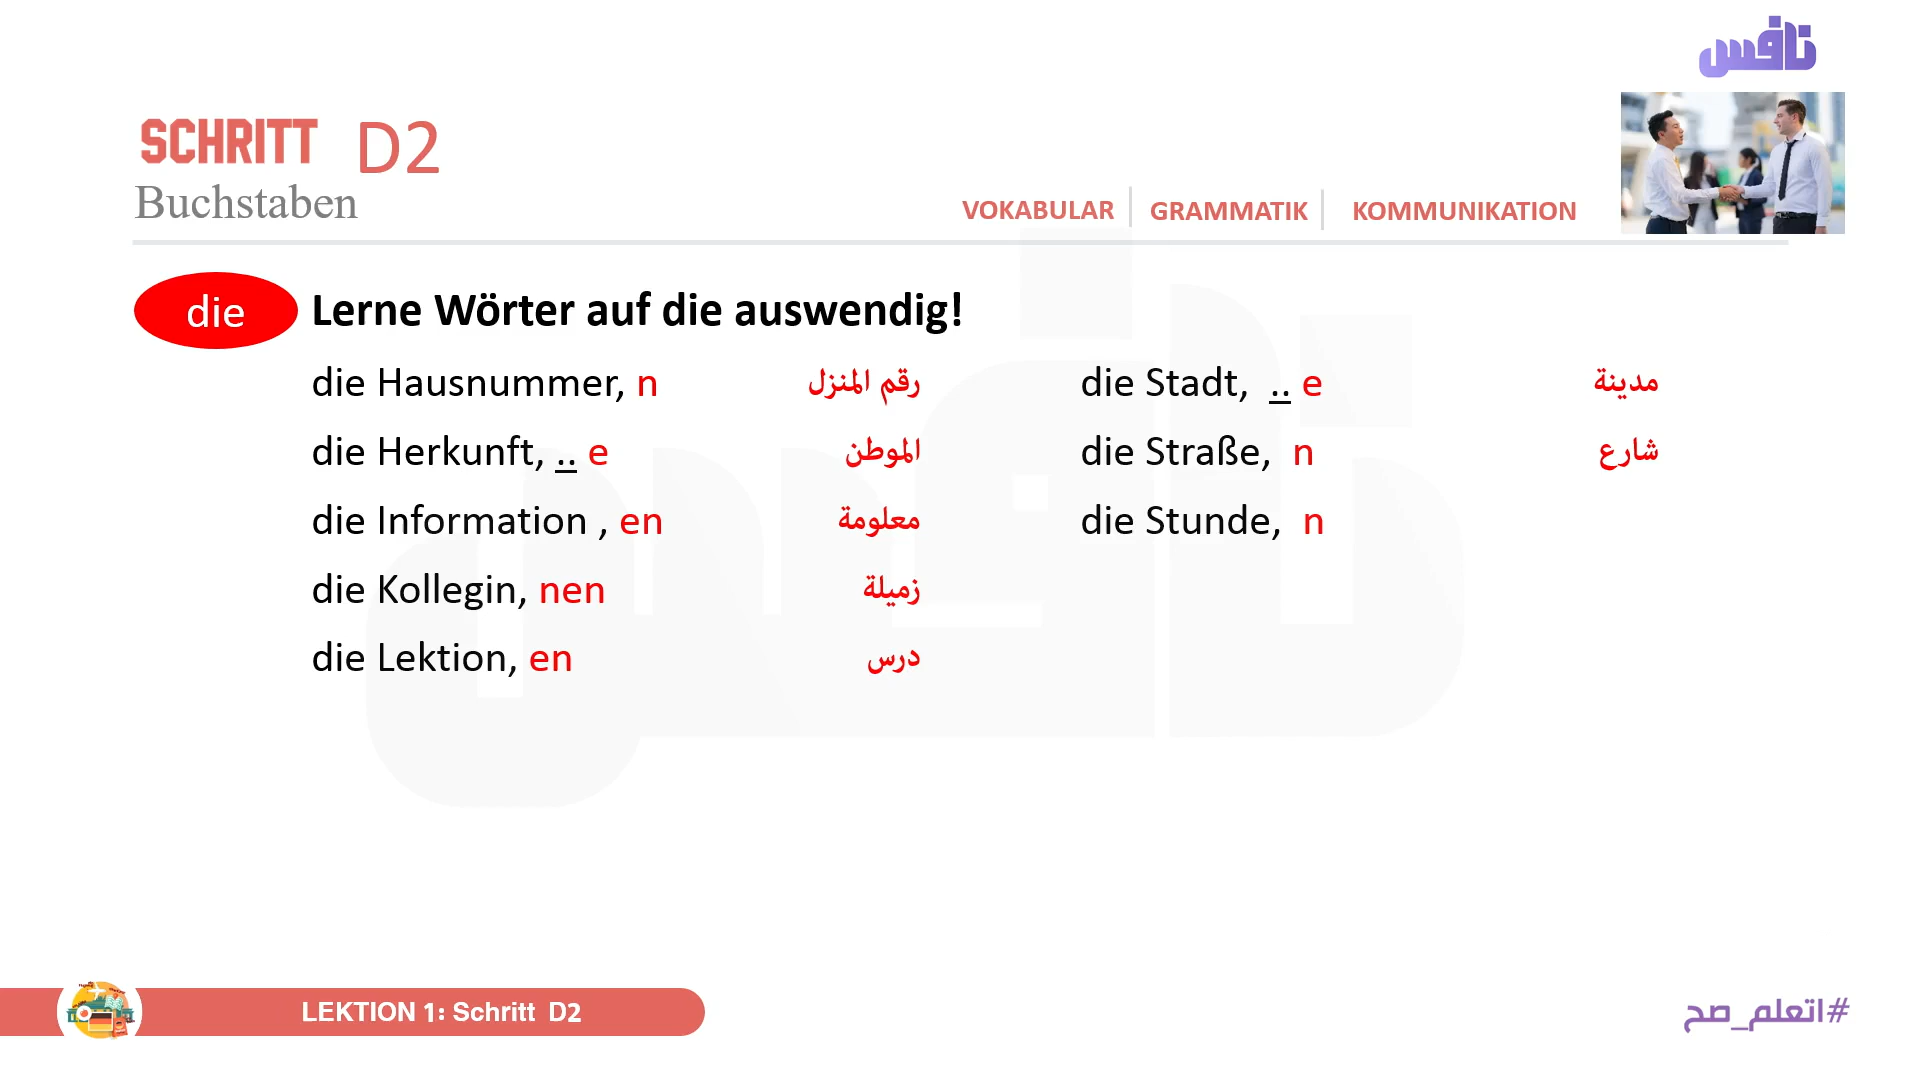 نافس
SCHRITT D2
Buchstaben
VOKABULAR GRAMMATIK KOMMUNIKATION
die Lerne Wörter auf die auswendig!
die Hausnummer, n رقم المنزل
die Herkunft, .. e الموطن
die Information , en معلومة
die Kollegin, nen زميلة
die Lektion, en درس
die Stadt, .. e مدينة
die Straße, n شارع
die Stunde, n
LEKTION 1: Schritt D2
#اتعلم_صح